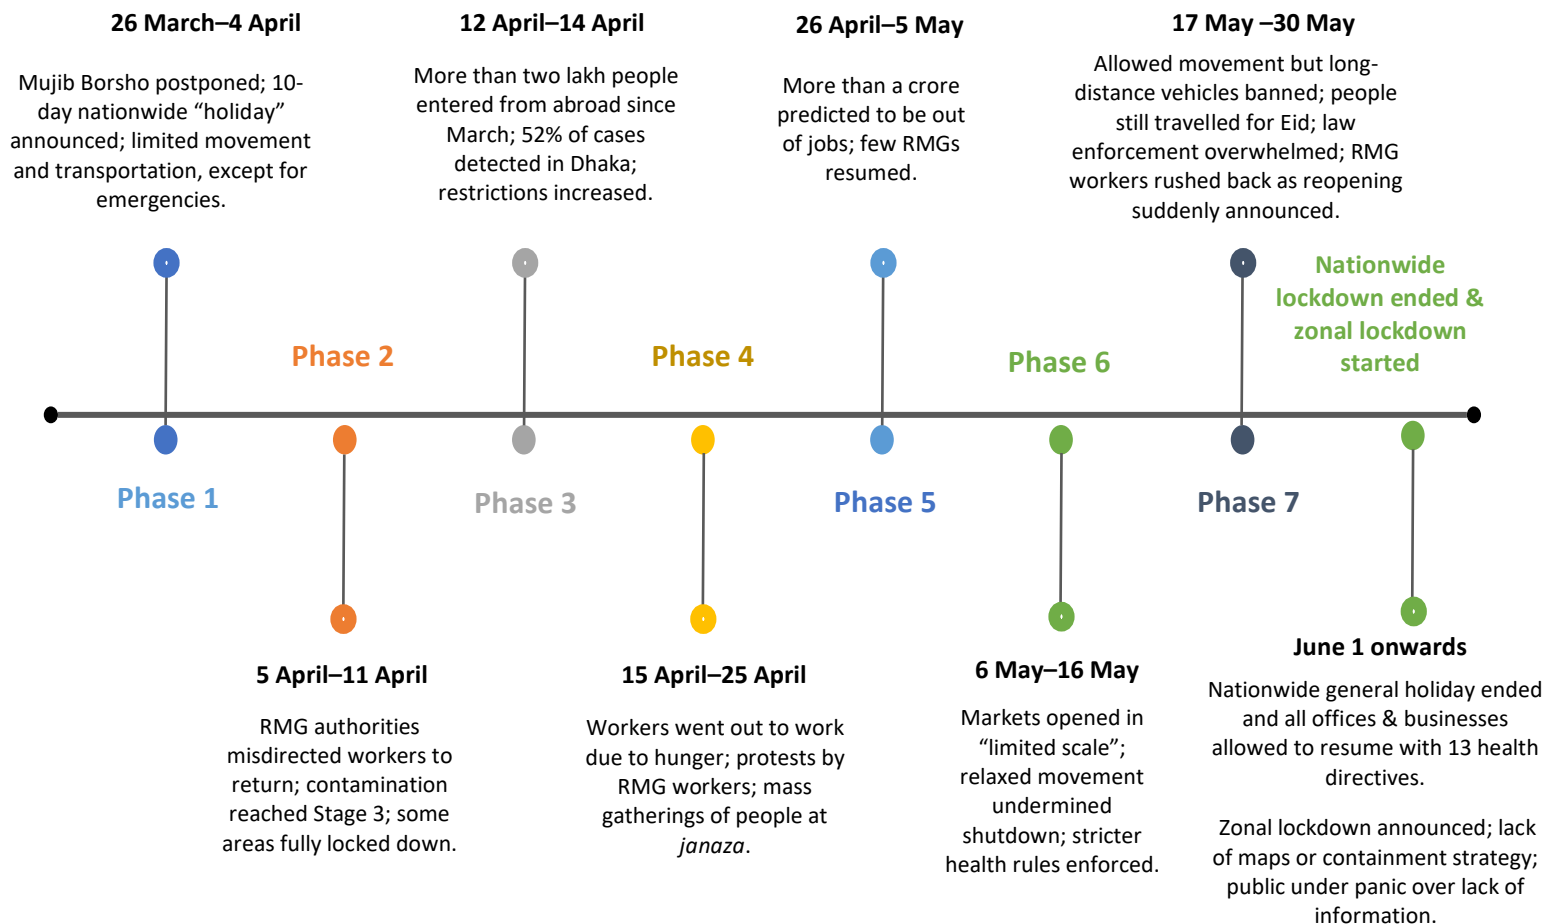 26 March–4 April
Mujib Borsho postponed; 10-
day nationwide “holiday”
announced; limited movement
and transportation, except for
emergencies.
12 April–14 April
More than two lakh people
entered from abroad since
March; 52% of cases
detected in Dhaka;
restrictions increased.
26 April–5 May
More than a crore
predicted to be out
of jobs; few RMGs
resumed.
17 May –30 May
Allowed movement but long-
distance vehicles banned; people
still travelled for Eid; law
enforcement overwhelmed; RMG
workers rushed back as reopening
suddenly announced.
Nationwide
lockdown ended &
zonal lockdown
started
Phase 2
Phase 4
Phase 6
Phase 1
Phase 3
Phase 5
Phase 7
5 April–11 April
RMG authorities
misdirected workers to
return; contamination
reached Stage 3; some
areas fully locked down.
15 April–25 April
Workers went out to work
due to hunger; protests by
RMG workers; mass
gatherings of people at
janaza.
6 May–16 May
Markets opened in
“limited scale”;
relaxed movement
undermined
shutdown; stricter
health rules enforced.
June 1 onwards
Nationwide general holiday ended
and all offices & businesses
allowed to resume with 13 health
directives.
Zonal lockdown announced; lack
of maps or containment strategy;
public under panic over lack of
information.